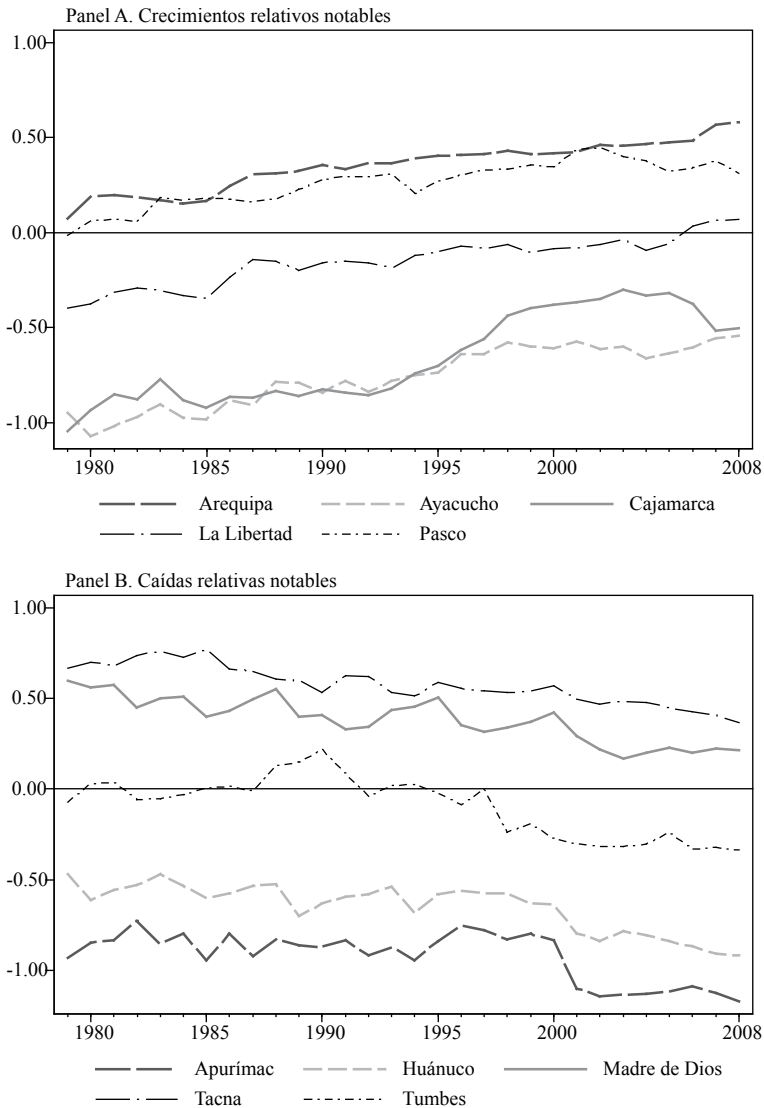 Panel A. Crecimientos relativos notables
1.00
0.50
0.00
-0.50
-1.00
1980 1985 1990 1995 2000 2008
Arequipa Ayacucho Cajamarca
La Libertad Pasco
Panel B. Caídas relativas notables
1.00
0.50
0.00
-0.50
-1.00
1980 1985 1990 1995 2000 2008
Apurímac Huánuco Madre de Dios
Tacna Tumbes